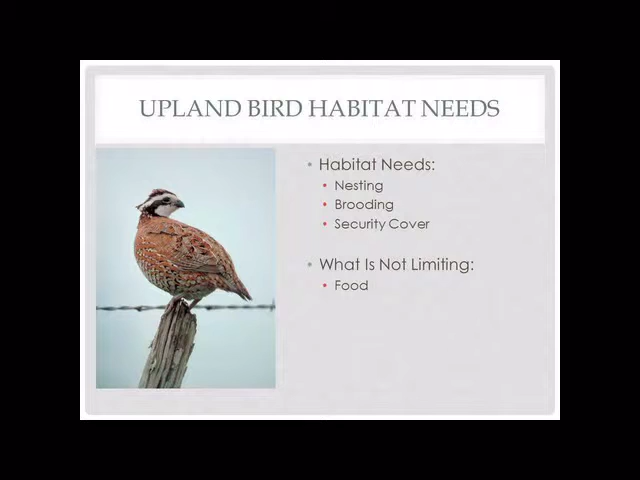 UPLAND BIRD HABITAT NEEDS
• Habitat Needs:
• Nesting
• Brooding
• Security Cover
• What Is Not Limiting:
• Food